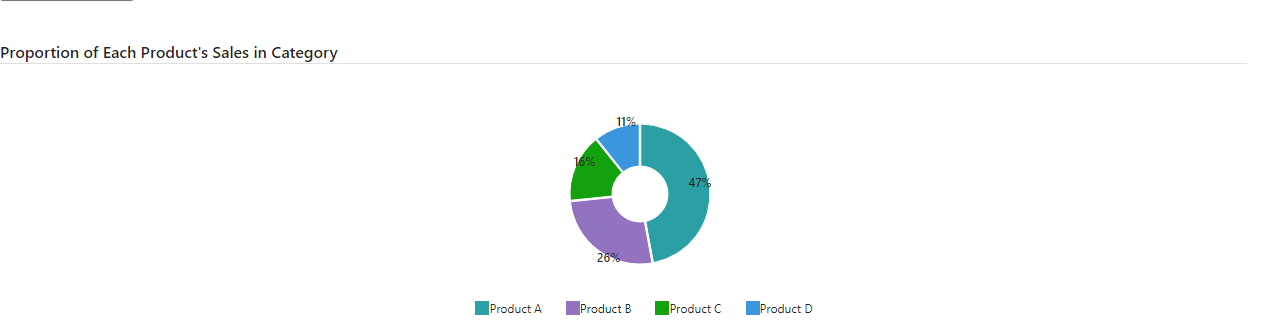 Proportion of Each Product's Sales in Category
11%
16%
47%
26%
Product A
Product B
Product C
Product D